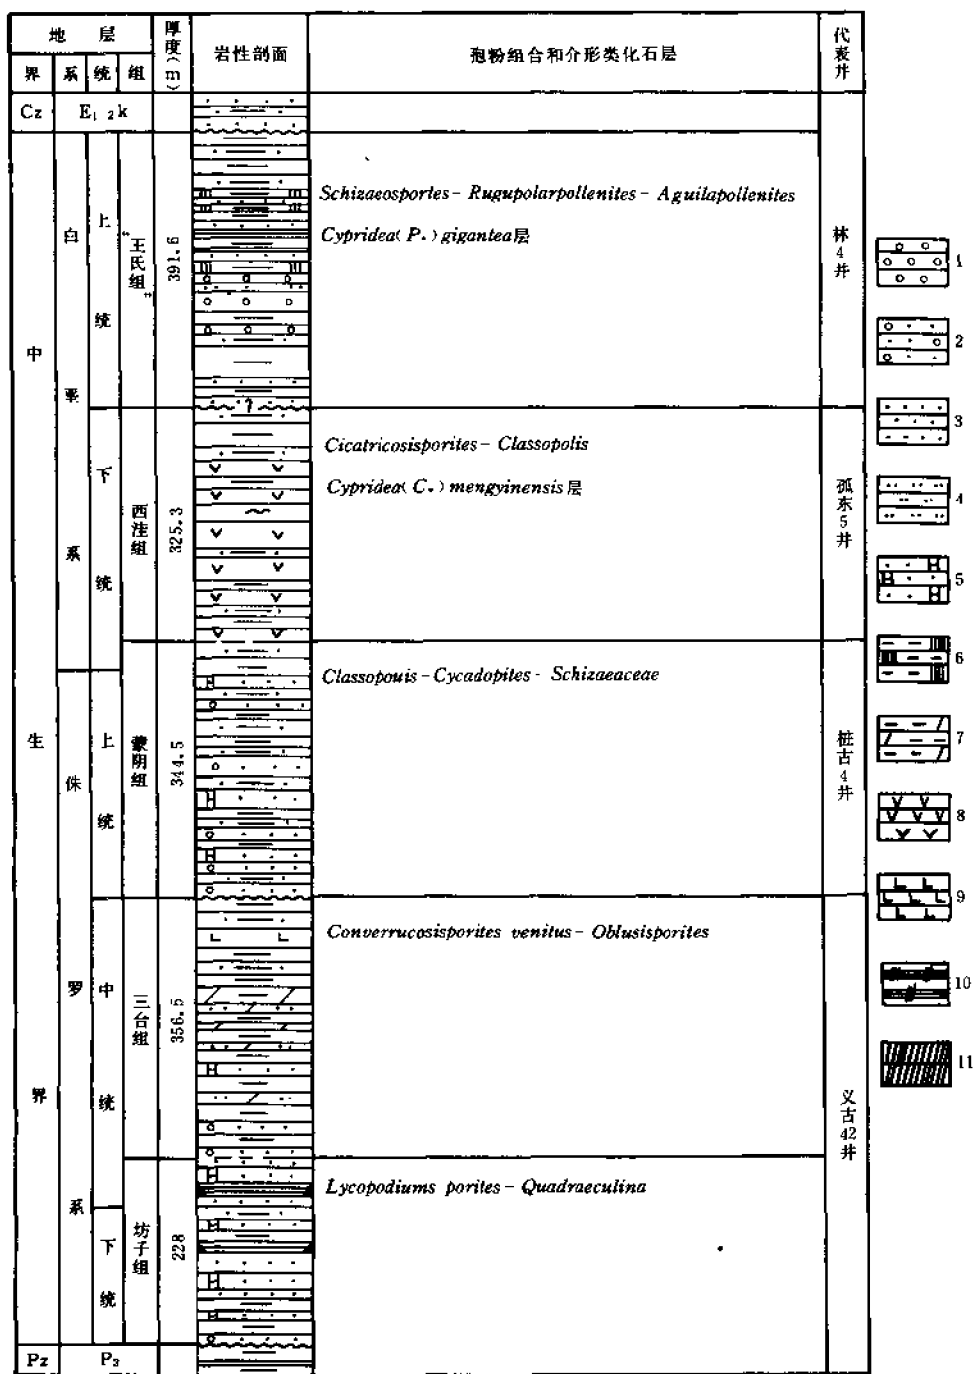 地 层
界 系 统 组
厚度(m)
岩性剖面
孢粉组合和介形类化石层
代表井
Cz E₁₋₂k
中生界
白垩系
上统
“王氏组”
391.6
Schizaeosporites - Rugupolarpollenites - Aguilapollenites
Cypridea(P.)gigantea层
林4井
?
下统
西洼组
325.3
Cicatricosisporites - Classopolis
Cypridea(C.)mengyinensis层
孤东5井
侏罗系
上统
蒙阴组
344.5
Classopouis - Cycadopites - Schizaeaceae
桩古4井
中统
三台组
356.5
Converrucosisporites venitus - Oblusisporites
义古42井
下统
坊子组
228
Lycopodiums porites - Quadraeculina
Pz P₃
1
2
3
4
5
6
7
8
9
10
11